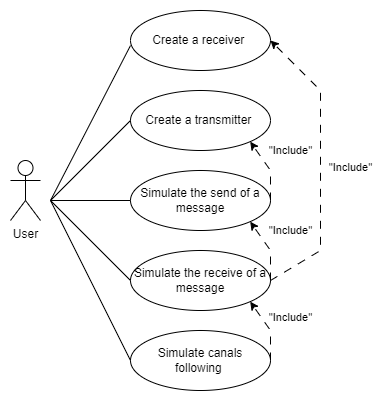 Create a receiver
Create a transmitter
"Include"
"Include"
Simulate the send of a
message
User
"Include"
Simulate the receive of a
message
"Include"
Simulate canals
following